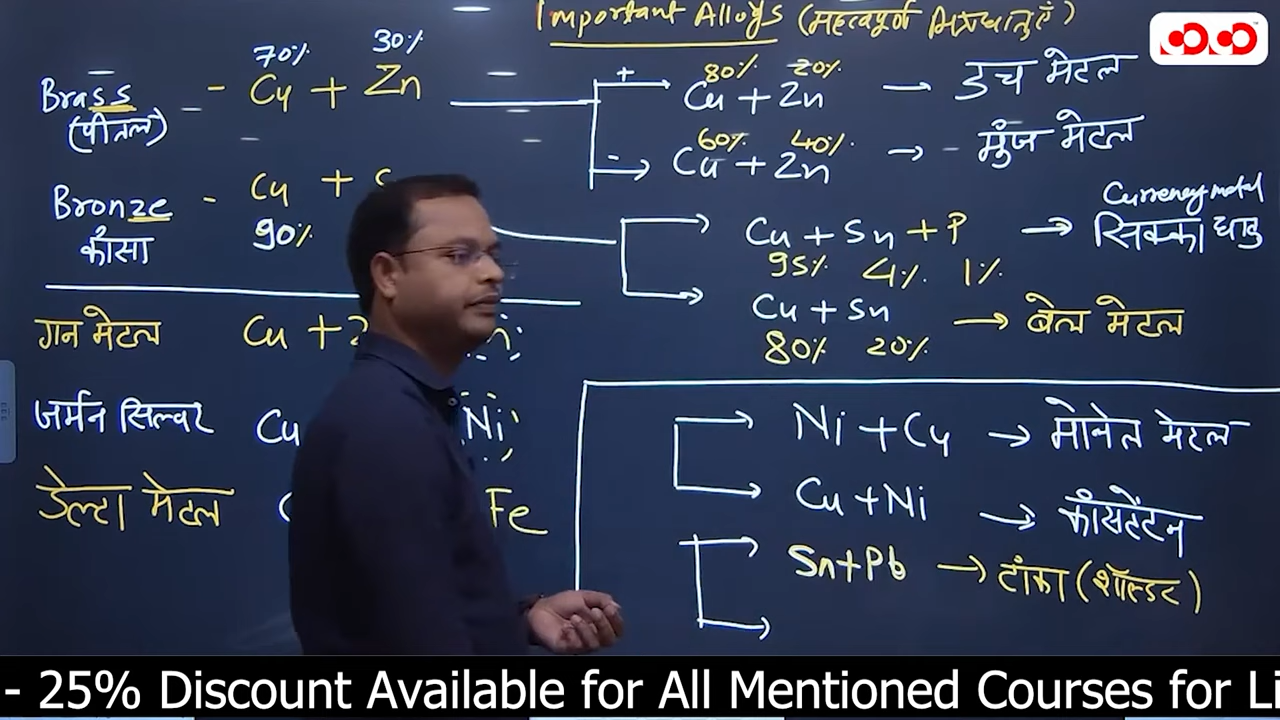 Important Alloys (महत्वपूर्ण मिश्रधातुएँ)
70% 30%
Brass - Cu + Zn
(पीतल)
+ 80% 20%
Cu + Zn → डच मेटल
- 60% 40%
Cu + Zn → मुंज मेटल
Bronze - Cu + S
कांसा 90%
Currency metal
Cu + Sn + P → सिक्का धातु
95% 4% 1%
Cu + Sn → बेल मेटल
80% 20%
गन मेटल Cu + Z n
जर्मन सिल्वर Cu Ni
डेल्टा मेटल C Fe
Ni + Cu → मोनेल मेटल
Cu + Ni → कांसटेंटन
Sn + Pb → टांका (शॉल्डर)
- 25% Discount Available for All Mentioned Courses for Li